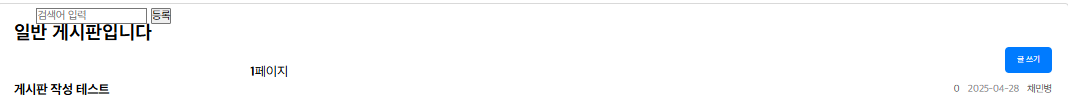 검색어 입력 등록
일반 게시판입니다
글 쓰기
1페이지
게시판 작성 테스트 0 2025-04-28 채민병